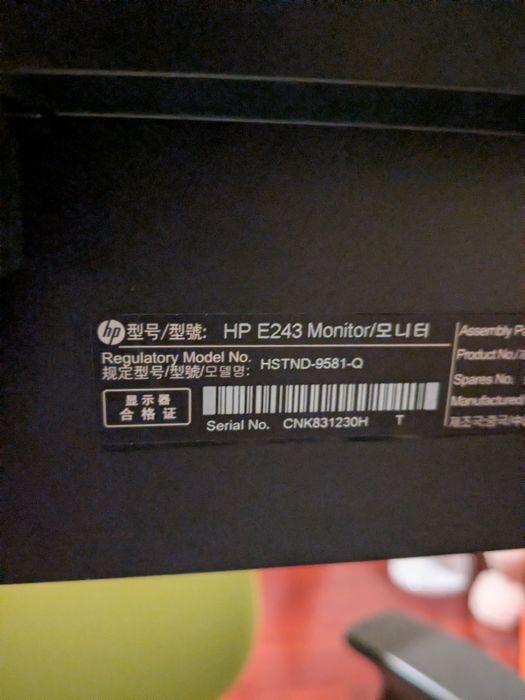 hp 型号/型號: HP E243 Monitor/모니터
Regulatory Model No.
规定型号/型號/모델명: HSTND-9581-Q
显示器
合格证
Serial No. CNK831230H T
Assembly
Product No.
Spares No.
Manufactured